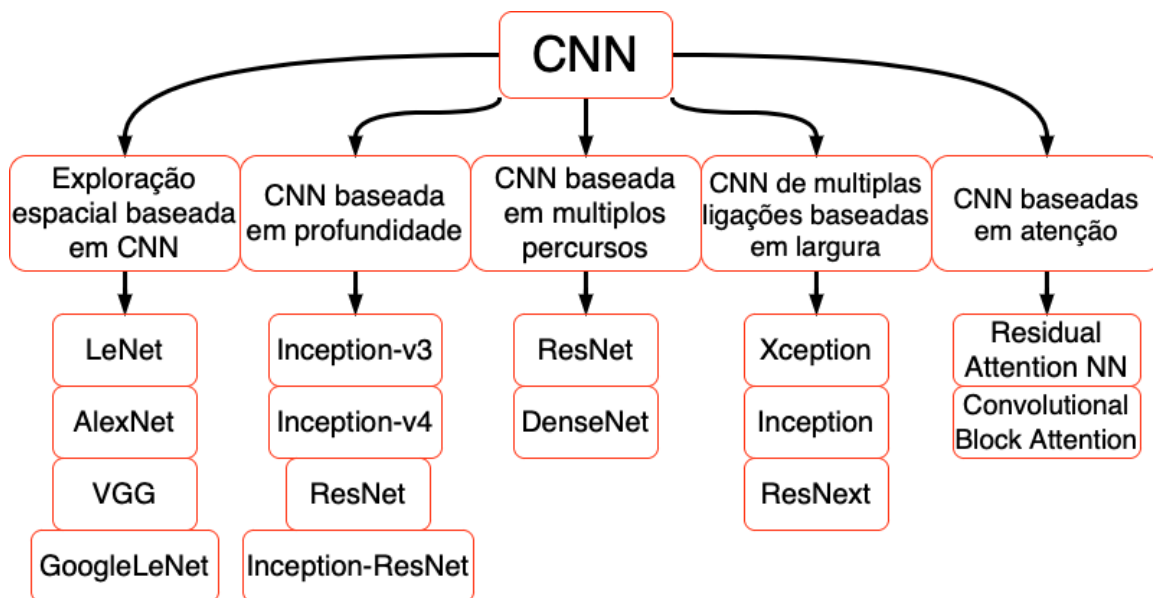 CNN
Exploração
espacial baseada
em CNN
CNN baseada
em profundidade
CNN baseada
em multiplos
percursos
CNN de multiplas
ligações baseadas
em largura
CNN baseadas
em atenção
LeNet
AlexNet
VGG
GoogleLeNet
Inception-v3
Inception-v4
ResNet
Inception-ResNet
ResNet
DenseNet
Xception
Inception
ResNext
Residual
Attention NN
Convolutional
Block Attention